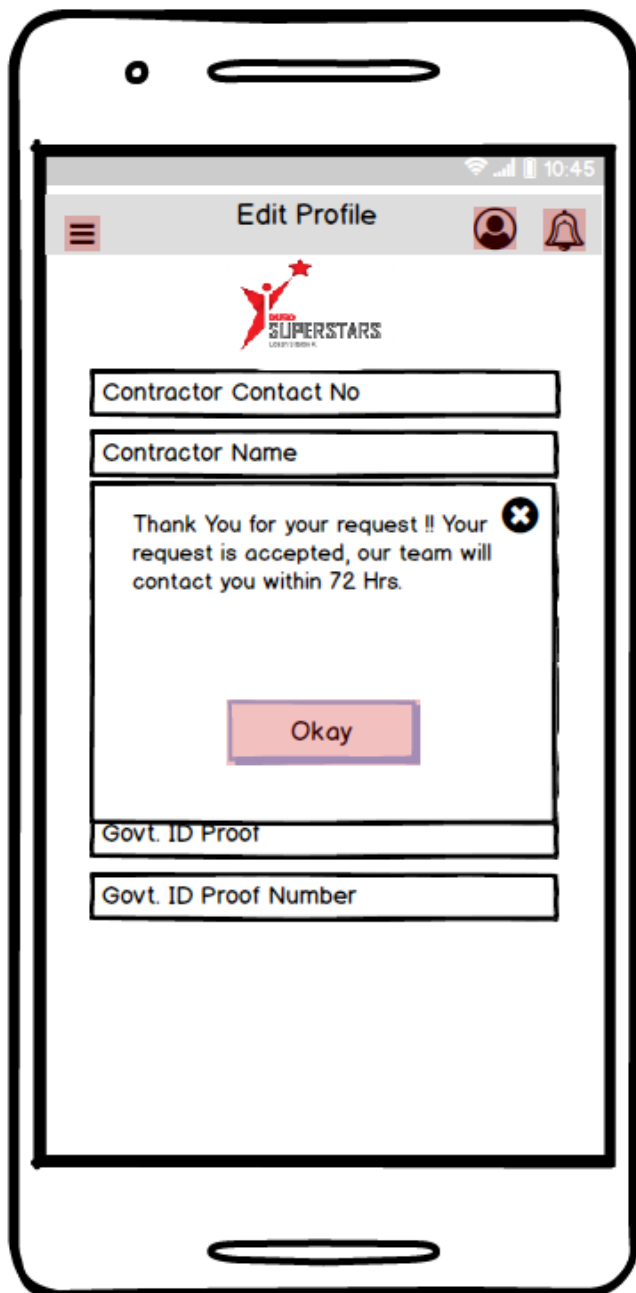 10:45
Edit Profile
DURO
SUPERSTARS
Contractor Contact No
Contractor Name
Thank You for your request !! Your
request is accepted, our team will
contact you within 72 Hrs.
Okay
Govt. ID Proof
Govt. ID Proof Number